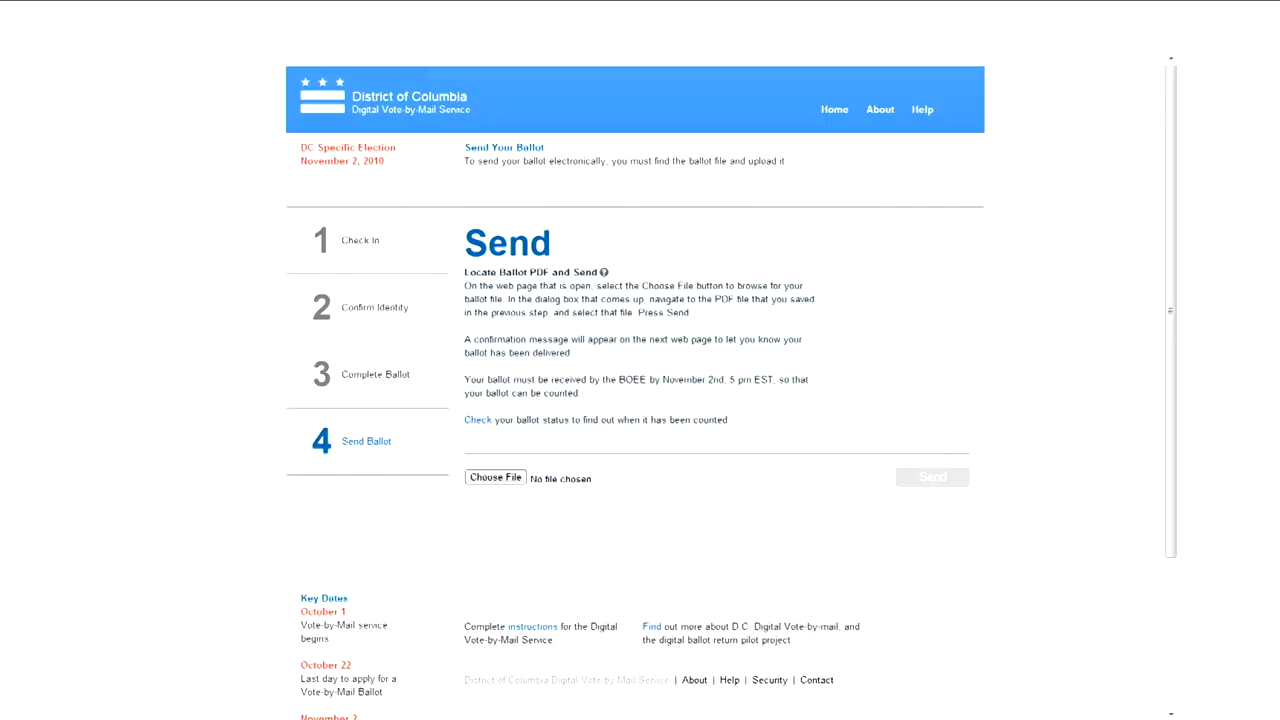 District of Columbia
Digital Vote-by-Mail Service
Home About Help
DC Specific Election
November 2, 2010
Send Your Ballot
To send your ballot electronically, you must find the ballot file and upload it
1 Check In
2 Confirm Identity
3 Complete Ballot
4 Send Ballot
Send
Locate Ballot PDF and Send ?
On the web page that is open, select the Choose File button to browse for your
ballot file. In the dialog box that comes up, navigate to the PDF file that you saved
in the previous step, and select that file. Press Send
A confirmation message will appear on the next web page to let you know your
ballot has been delivered
Your ballot must be received by the BOEE by November 2nd, 5 pm EST, so that
your ballot can be counted.
Check your ballot status to find out when it has been counted
Choose File No file chosen
Send
Key Dates
October 1
Vote-by-Mail service
begins
October 22
Last day to apply for a
Vote-by-Mail Ballot
November 2
Complete instructions for the Digital
Vote-by-Mail Service
Find out more about D.C. Digital Vote-by-mail, and
the digital ballot return pilot project.
District of Columbia Digital Vote by Mail Service | About | Help | Security | Contact